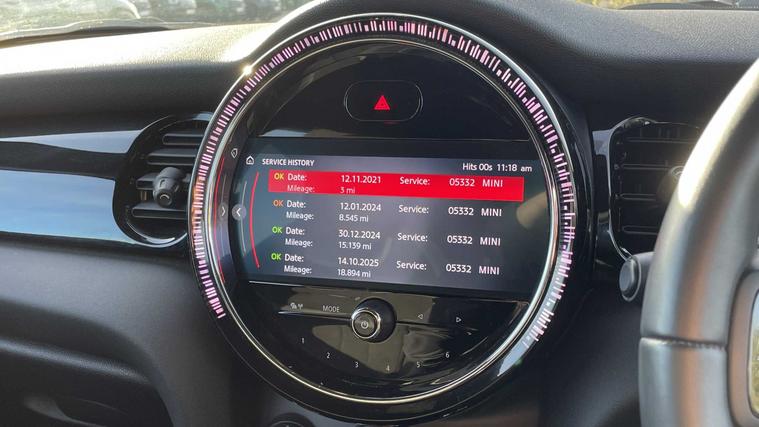 SERVICE HISTORY Hits 00s 11:18 am
OK Date: 12.11.2021 Service: 05332 MINI
Mileage: 3 mi
OK Date: 12.01.2024 Service: 05332 MINI
Mileage: 8.545 mi
OK Date: 30.12.2024 Service: 05332 MINI
Mileage: 15.139 mi
OK Date: 14.10.2025 Service: 05332 MINI
Mileage: 18.894 mi
MODE
1 2 3 4 5 6